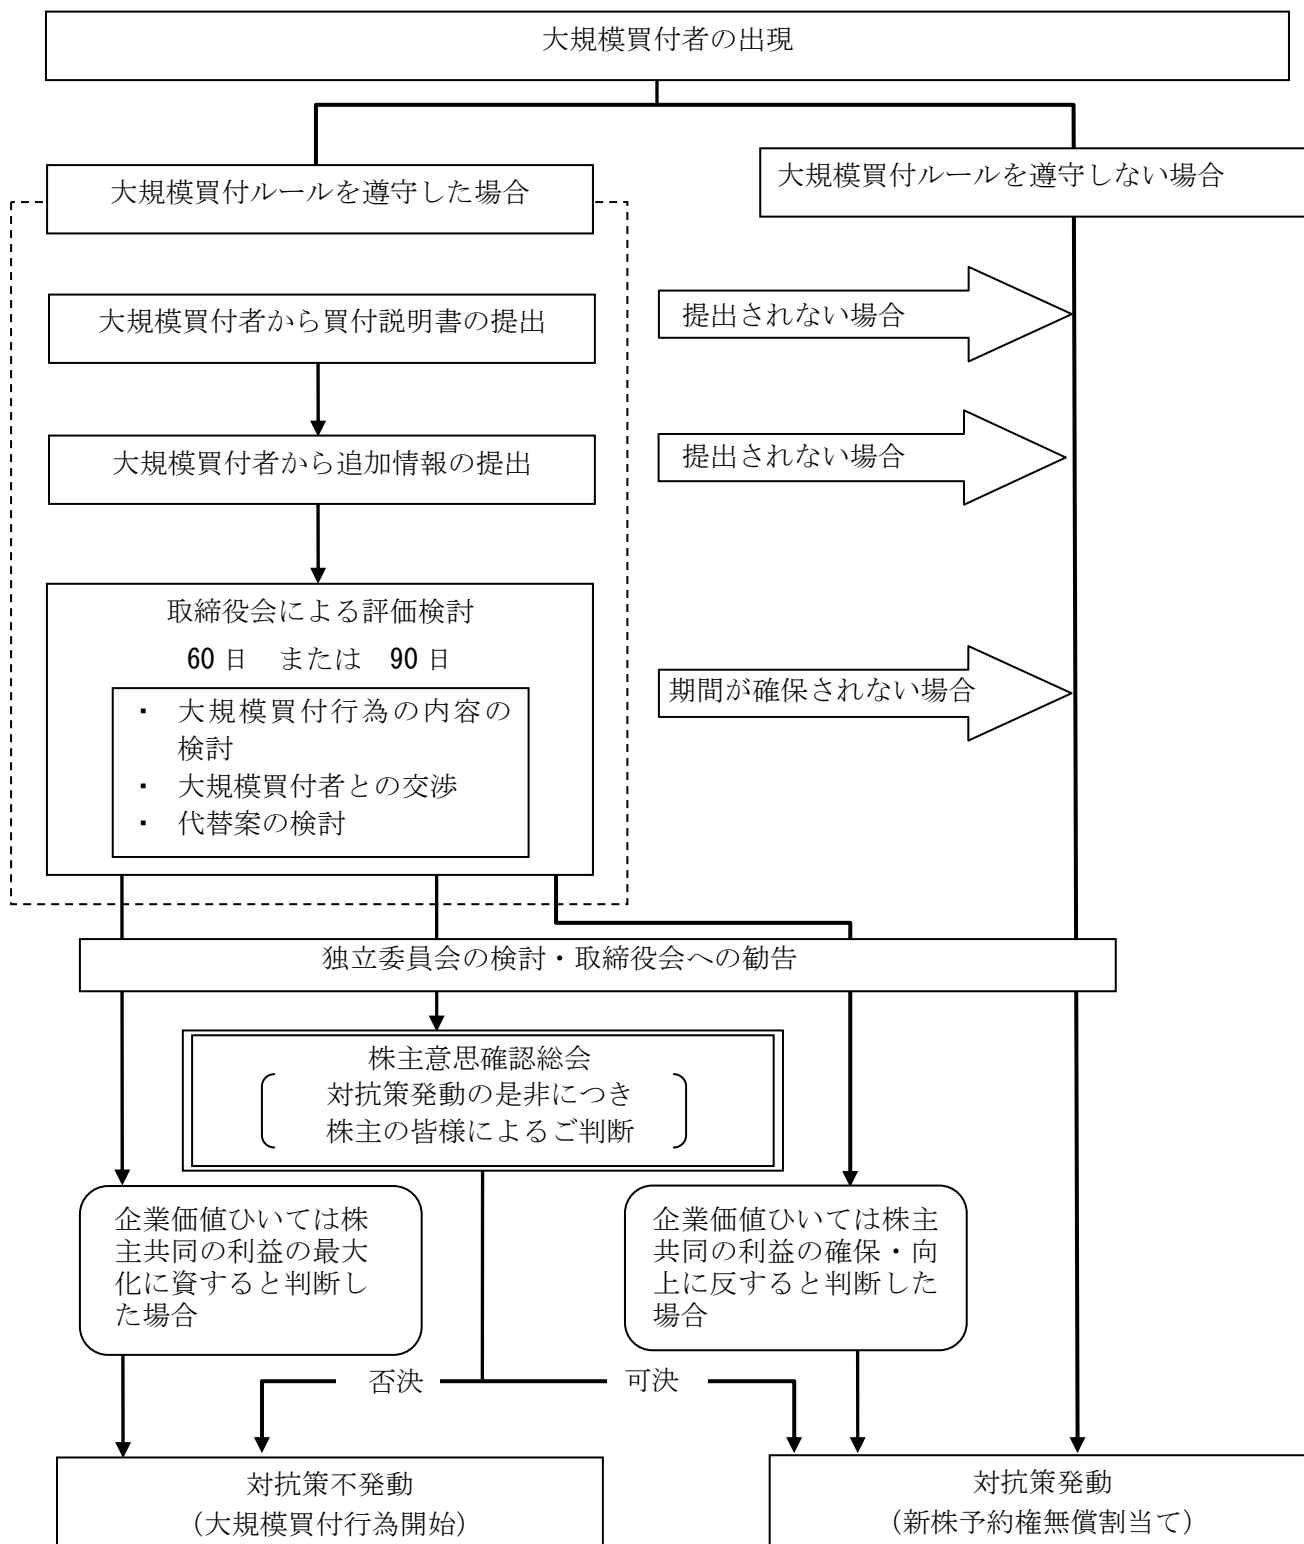 大規模買付者の出現
大規模買付ルールを遵守した場合
大規模買付ルールを遵守しない場合
大規模買付者から買付説明書の提出
提出されない場合
大規模買付者から追加情報の提出
提出されない場合
取締役会による評価検討
60日 または 90日
・ 大規模買付行為の内容の
検討
・ 大規模買付者との交渉
・ 代替案の検討
期間が確保されない場合
独立委員会の検討・取締役会への勧告
株主意思確認総会
対抗策発動の是非につき
株主の皆様によるご判断
企業価値ひいては株
主共同の利益の最大
化に資すると判断し
た場合
企業価値ひいては株主
共同の利益の確保・向
上に反すると判断した
場合
否決
可決
対抗策不発動
(大規模買付行為開始)
対抗策発動
(新株予約権無償割当て)